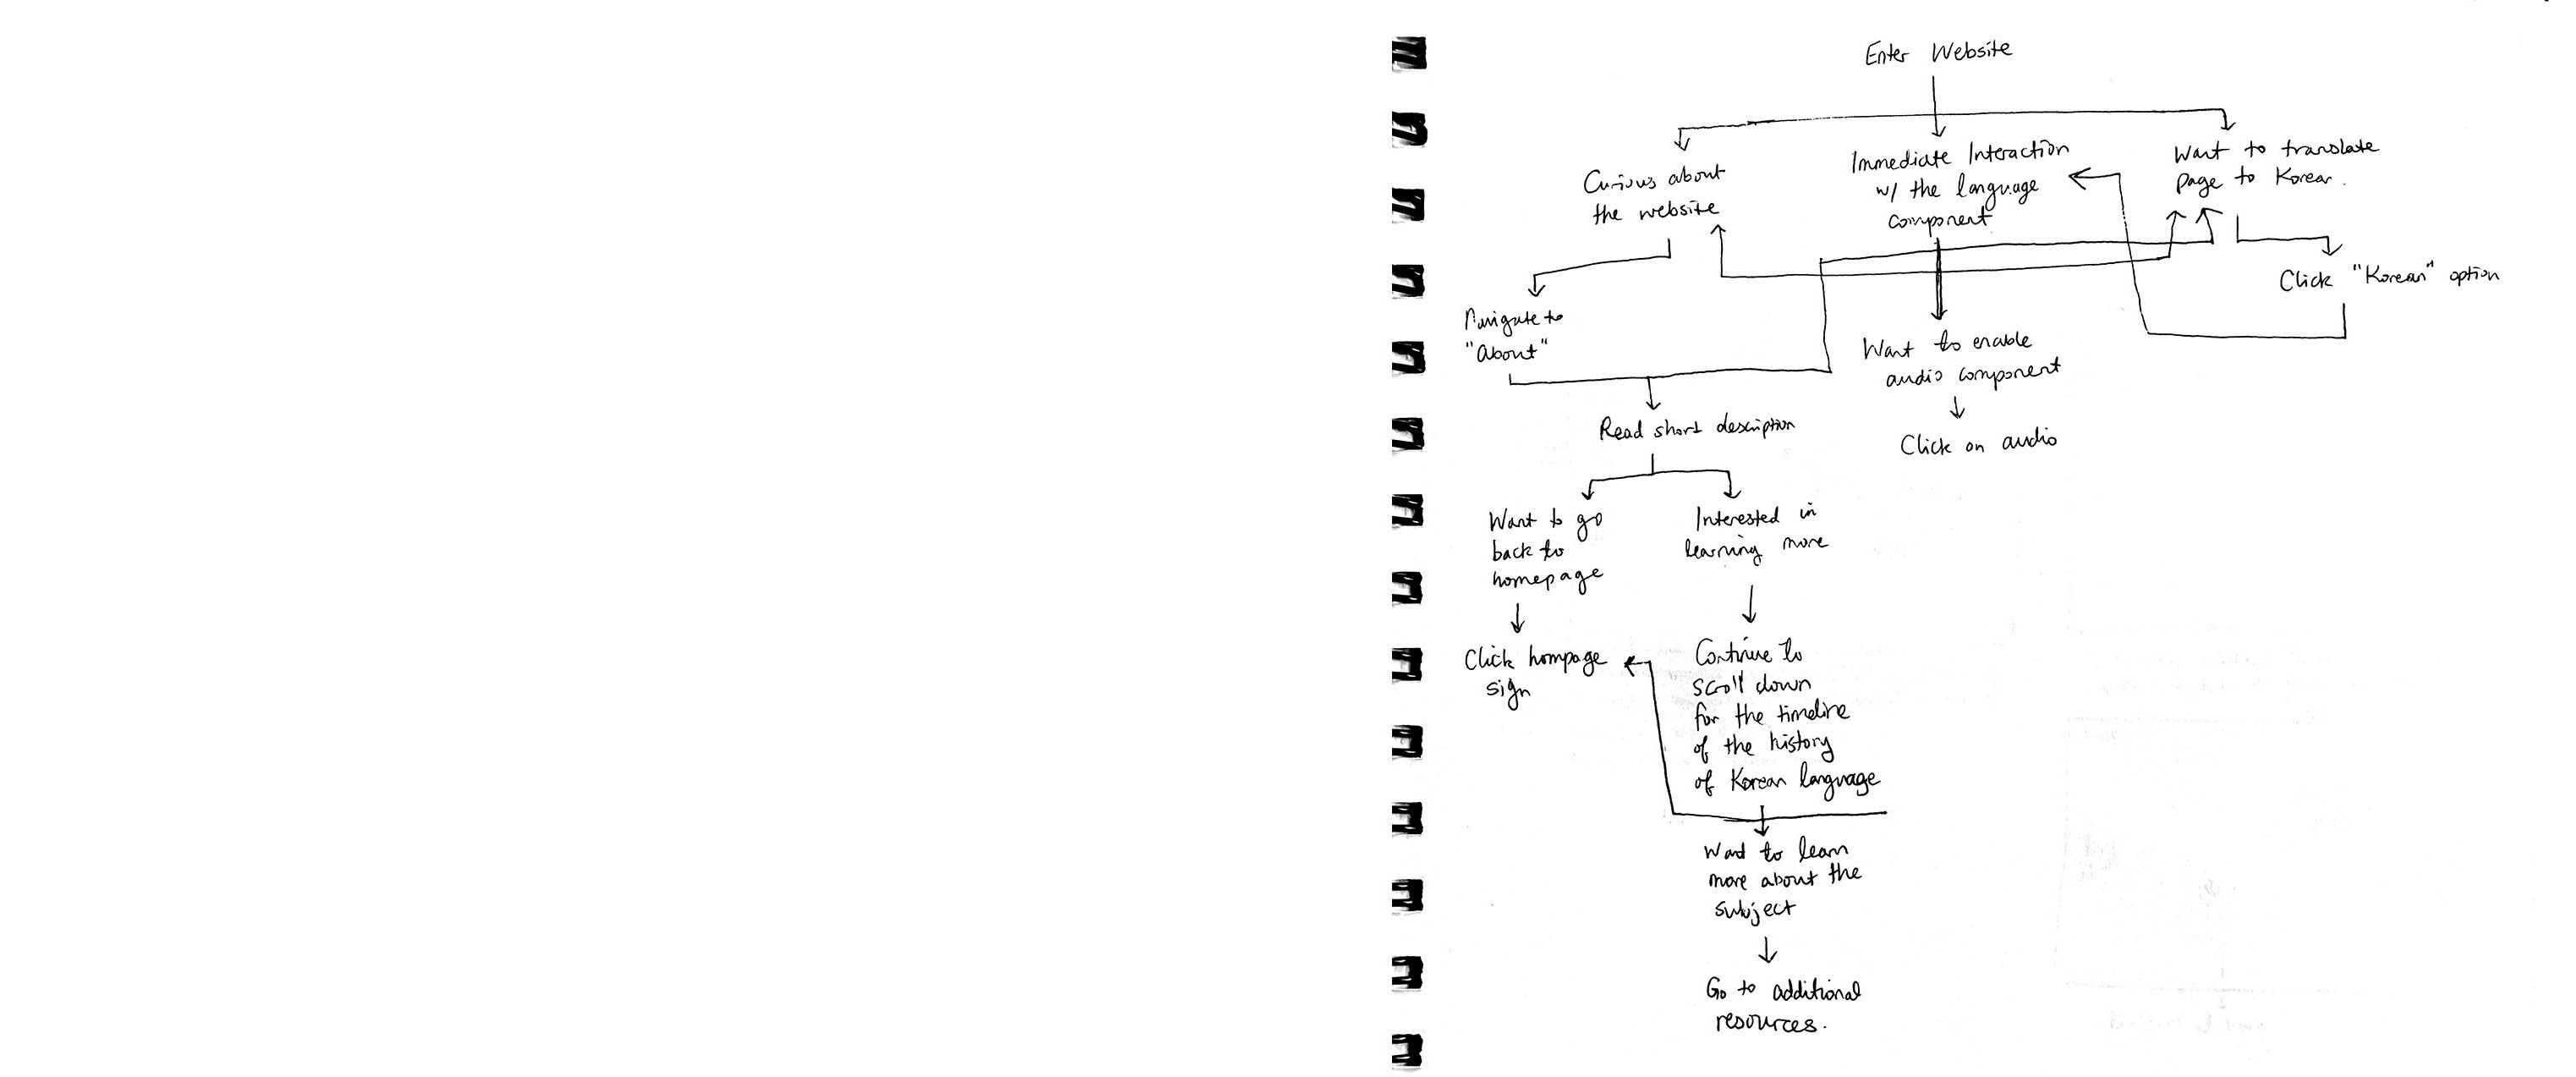 Enter Website
Curious about
the website
Immediate Interaction
w/ the language
component
Want to translate
page to Korean.
Click "Korean" option
Navigate to
"About"
Want to enable
audio component
Click on audio
Read short description
Want to go
back to
homepage
Interested in
learning more
Click hompage
sign
Continue to
scroll down
for the timeline
of the history
of Korean language
Want to learn
more about the
subject
Go to additional
resources.